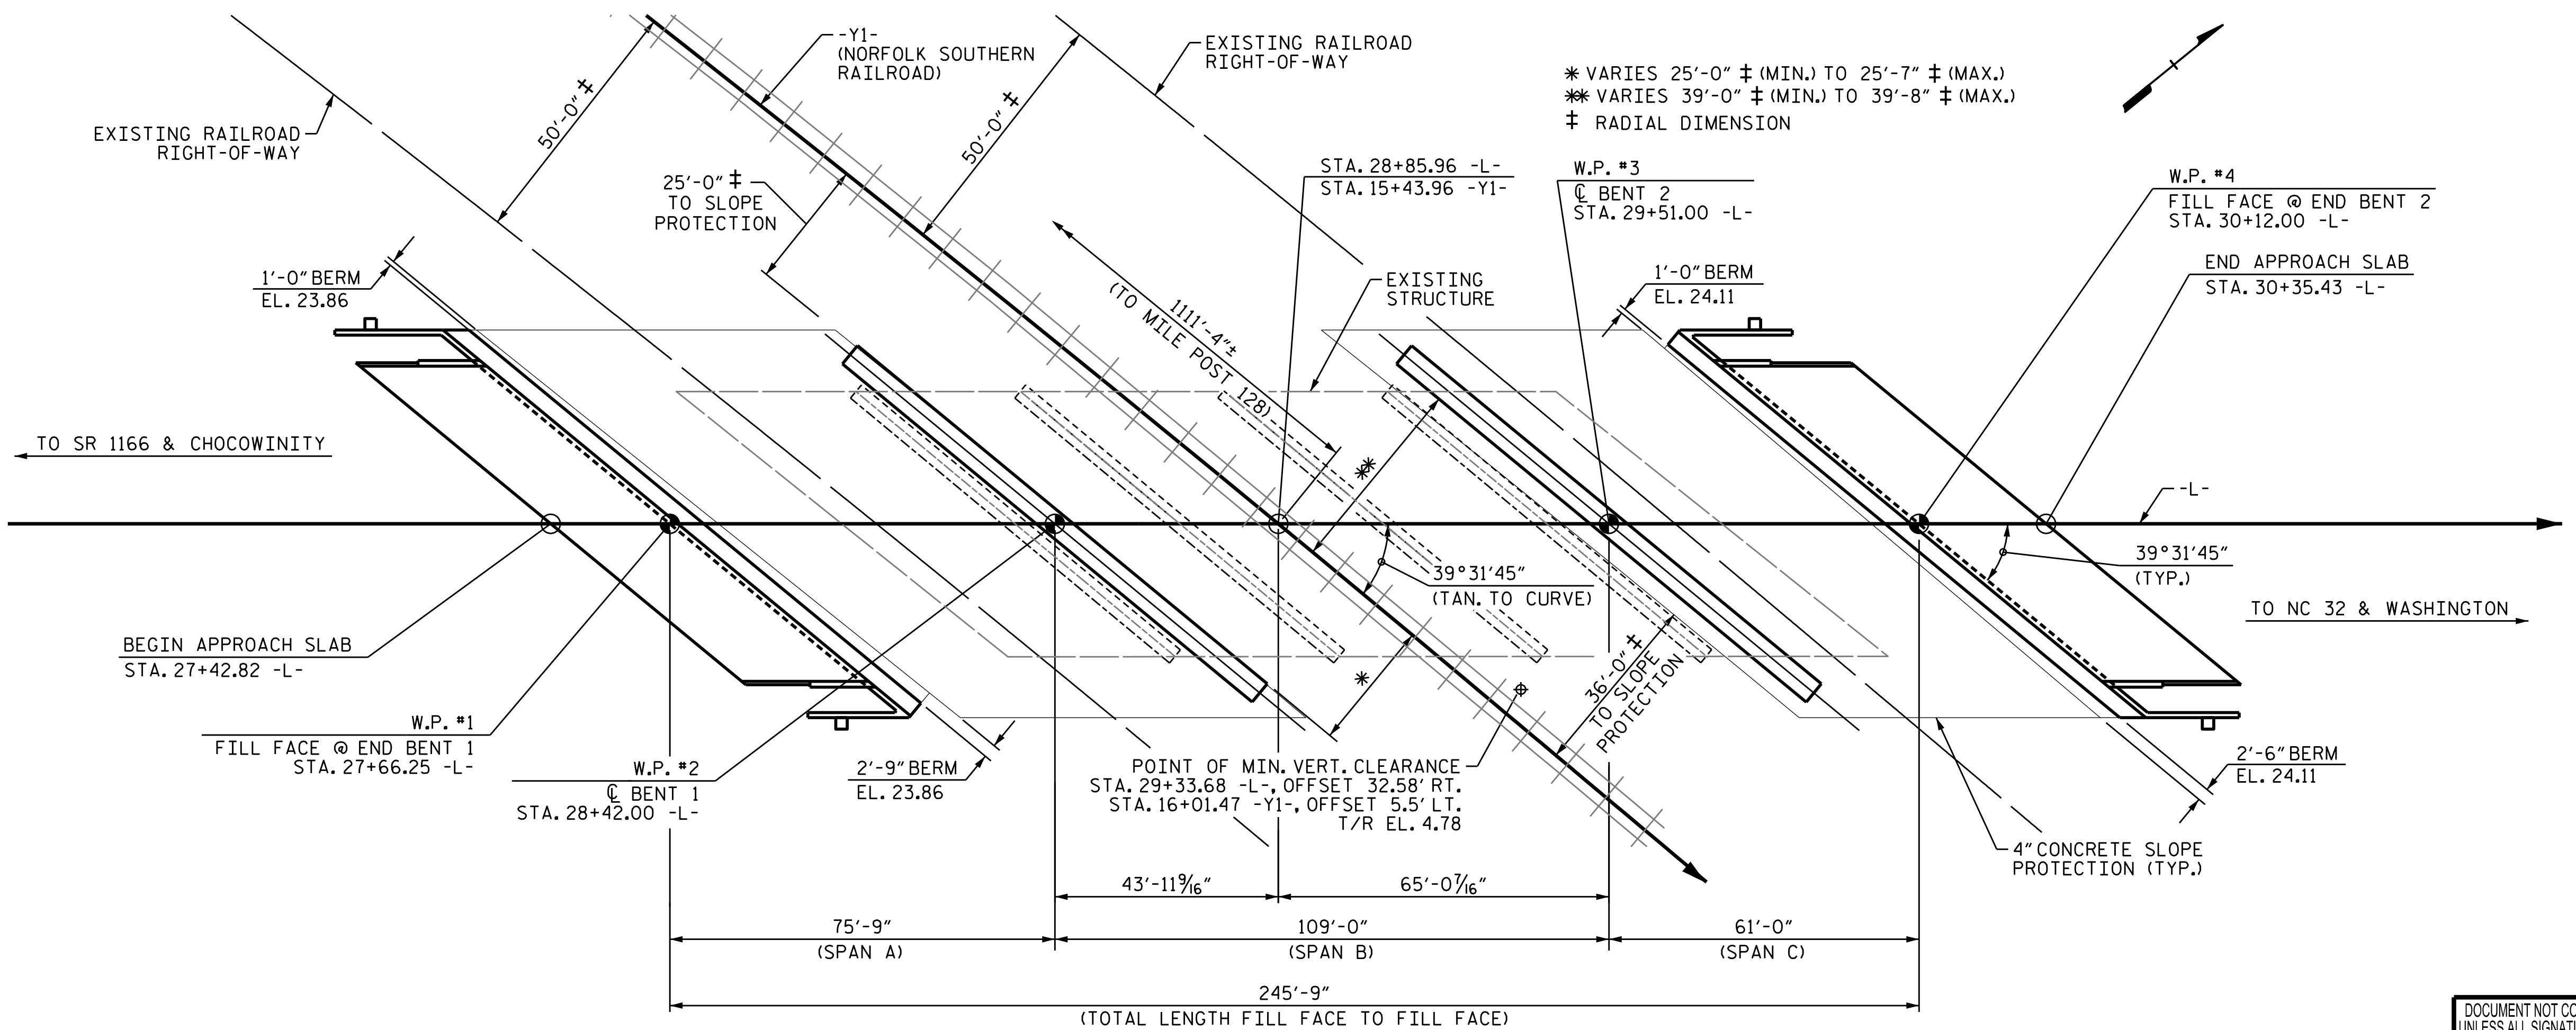 -Y1-
(NORFOLK SOUTHERN
RAILROAD)
EXISTING RAILROAD
RIGHT-OF-WAY
* VARIES 25'-0" ‡ (MIN.) TO 25'-7" ‡ (MAX.)
** VARIES 39'-0" ‡ (MIN.) TO 39'-8" ‡ (MAX.)
‡ RADIAL DIMENSION
EXISTING RAILROAD
RIGHT-OF-WAY
50'-0" ‡
50'-0" ‡
25'-0" ‡
TO SLOPE
PROTECTION
STA. 28+85.96 -L-
STA. 15+43.96 -Y1-
W.P. #3
℄ BENT 2
STA. 29+51.00 -L-
W.P. #4
FILL FACE @ END BENT 2
STA. 30+12.00 -L-
END APPROACH SLAB
STA. 30+35.43 -L-
1'-0" BERM
EL. 23.86
1111'-4"±
(TO MILE POST 128)
EXISTING
STRUCTURE
1'-0" BERM
EL. 24.11
TO SR 1166 & CHOCOWINITY
**
-L-
39°31'45"
(TYP.)
39°31'45"
(TAN. TO CURVE)
TO NC 32 & WASHINGTON
BEGIN APPROACH SLAB
STA. 27+42.82 -L-
*
36'-0" ‡
TO SLOPE
PROTECTION
W.P. #1
FILL FACE @ END BENT 1
STA. 27+66.25 -L-
W.P. #2
℄ BENT 1
STA. 28+42.00 -L-
2'-9" BERM
EL. 23.86
POINT OF MIN. VERT. CLEARANCE
STA. 29+33.68 -L-, OFFSET 32.58' RT.
STA. 16+01.47 -Y1-, OFFSET 5.5' LT.
T/R EL. 4.78
2'-6" BERM
EL. 24.11
4" CONCRETE SLOPE
PROTECTION (TYP.)
43'-11 9/16"
65'-0 7/16"
75'-9"
(SPAN A)
109'-0"
(SPAN B)
61'-0"
(SPAN C)
245'-9"
(TOTAL LENGTH FILL FACE TO FILL FACE)
DOCUMENT NOT CO
UNLESS ALL SIGNATI